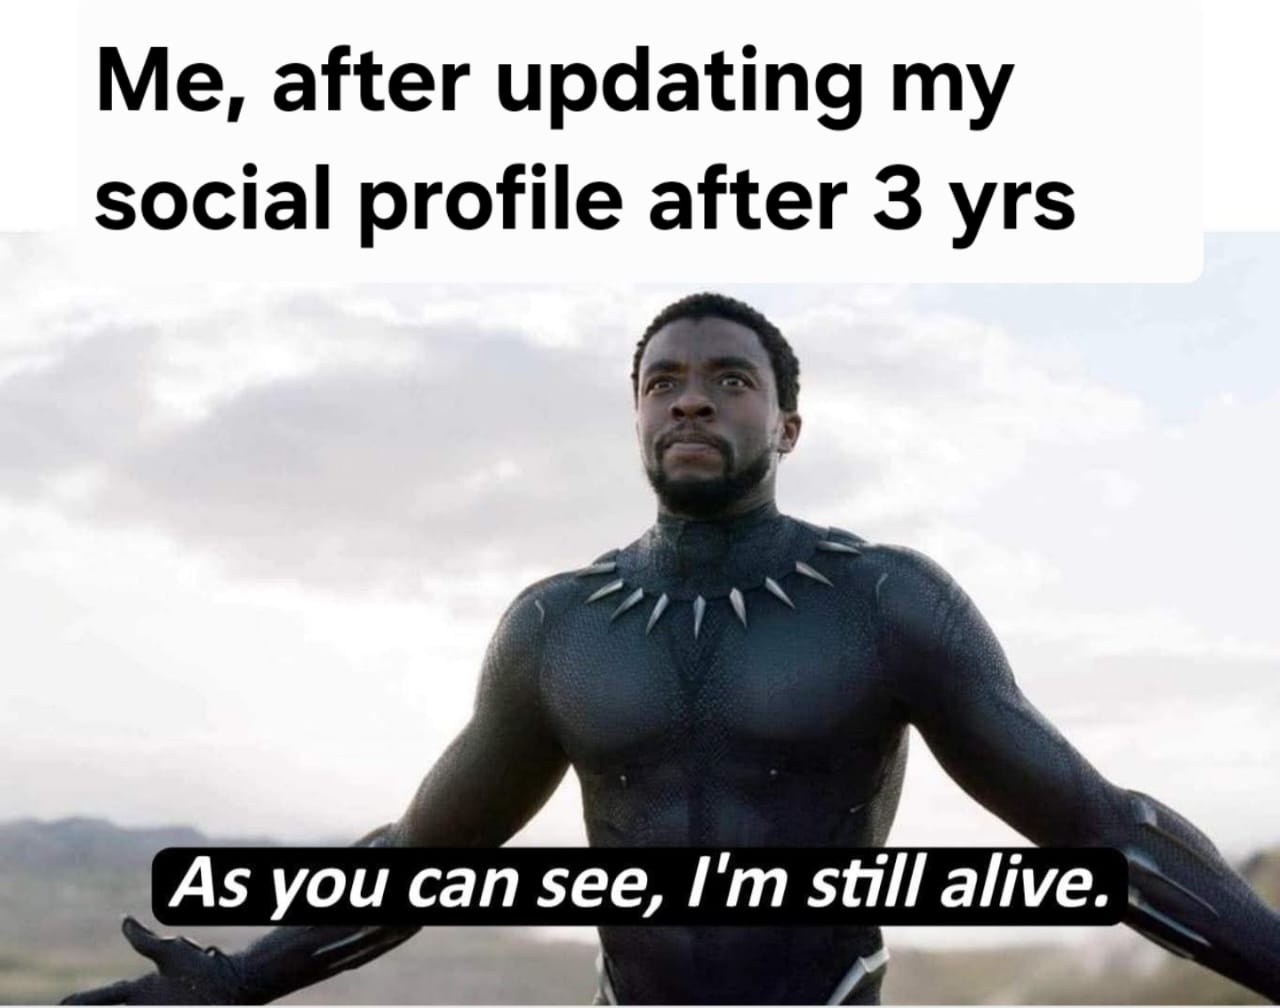 Me, after updating my
social profile after 3 yrs
As you can see, I'm still alive.